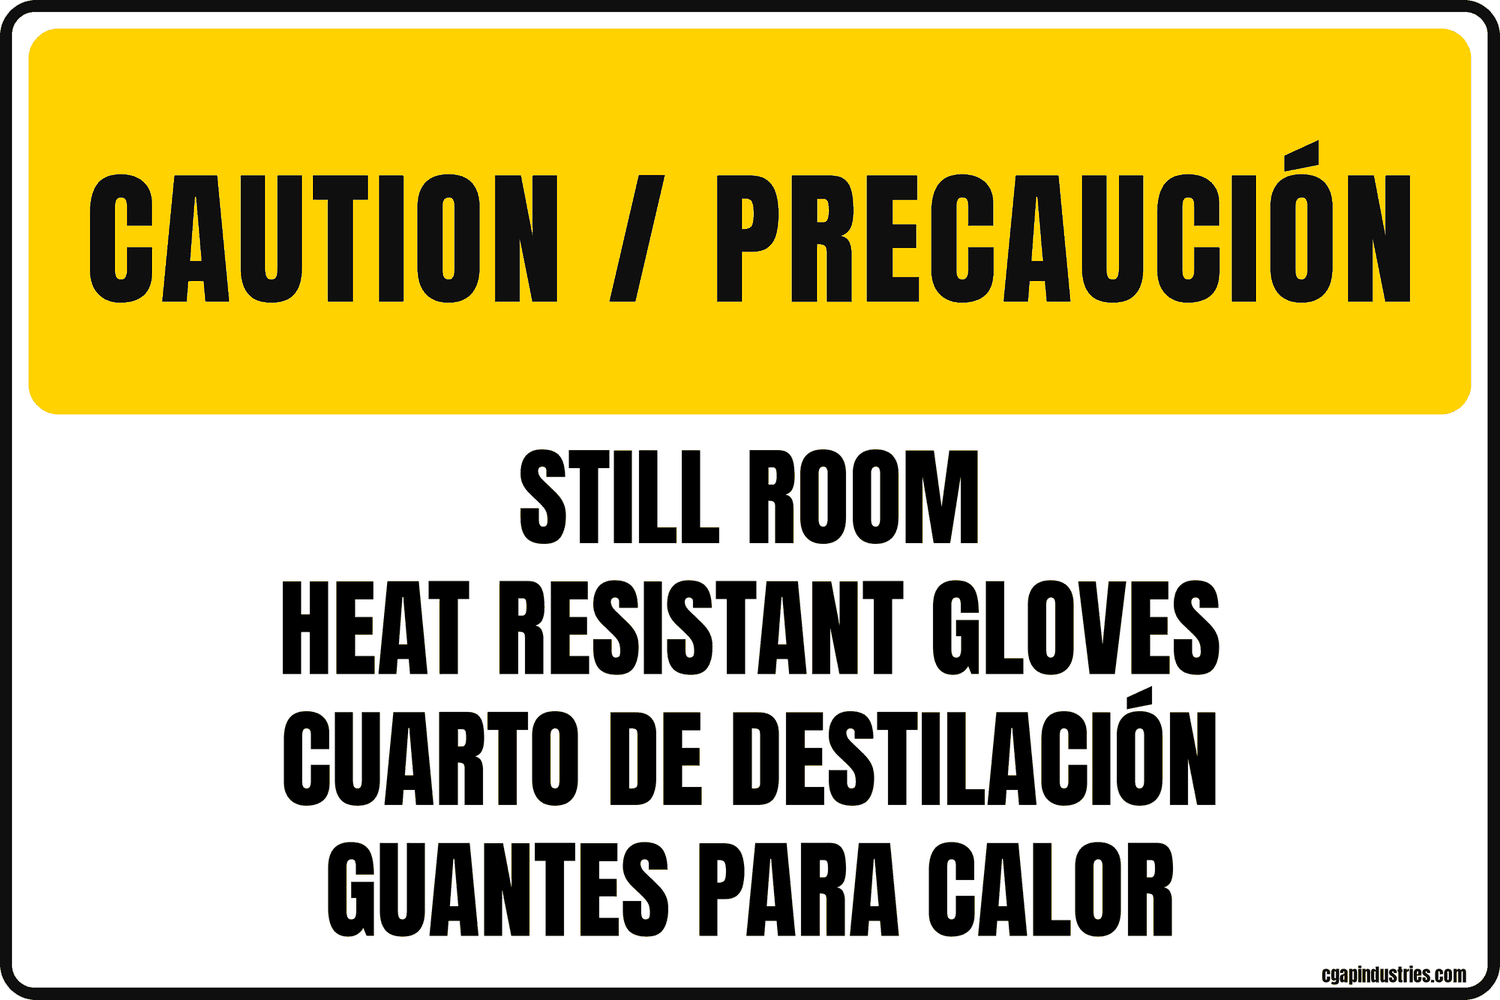 CAUTION / PRECAUCIÓN
STILL ROOM
HEAT RESISTANT GLOVES
CUARTO DE DESTILACIÓN
GUANTES PARA CALOR
cgapindustries.com